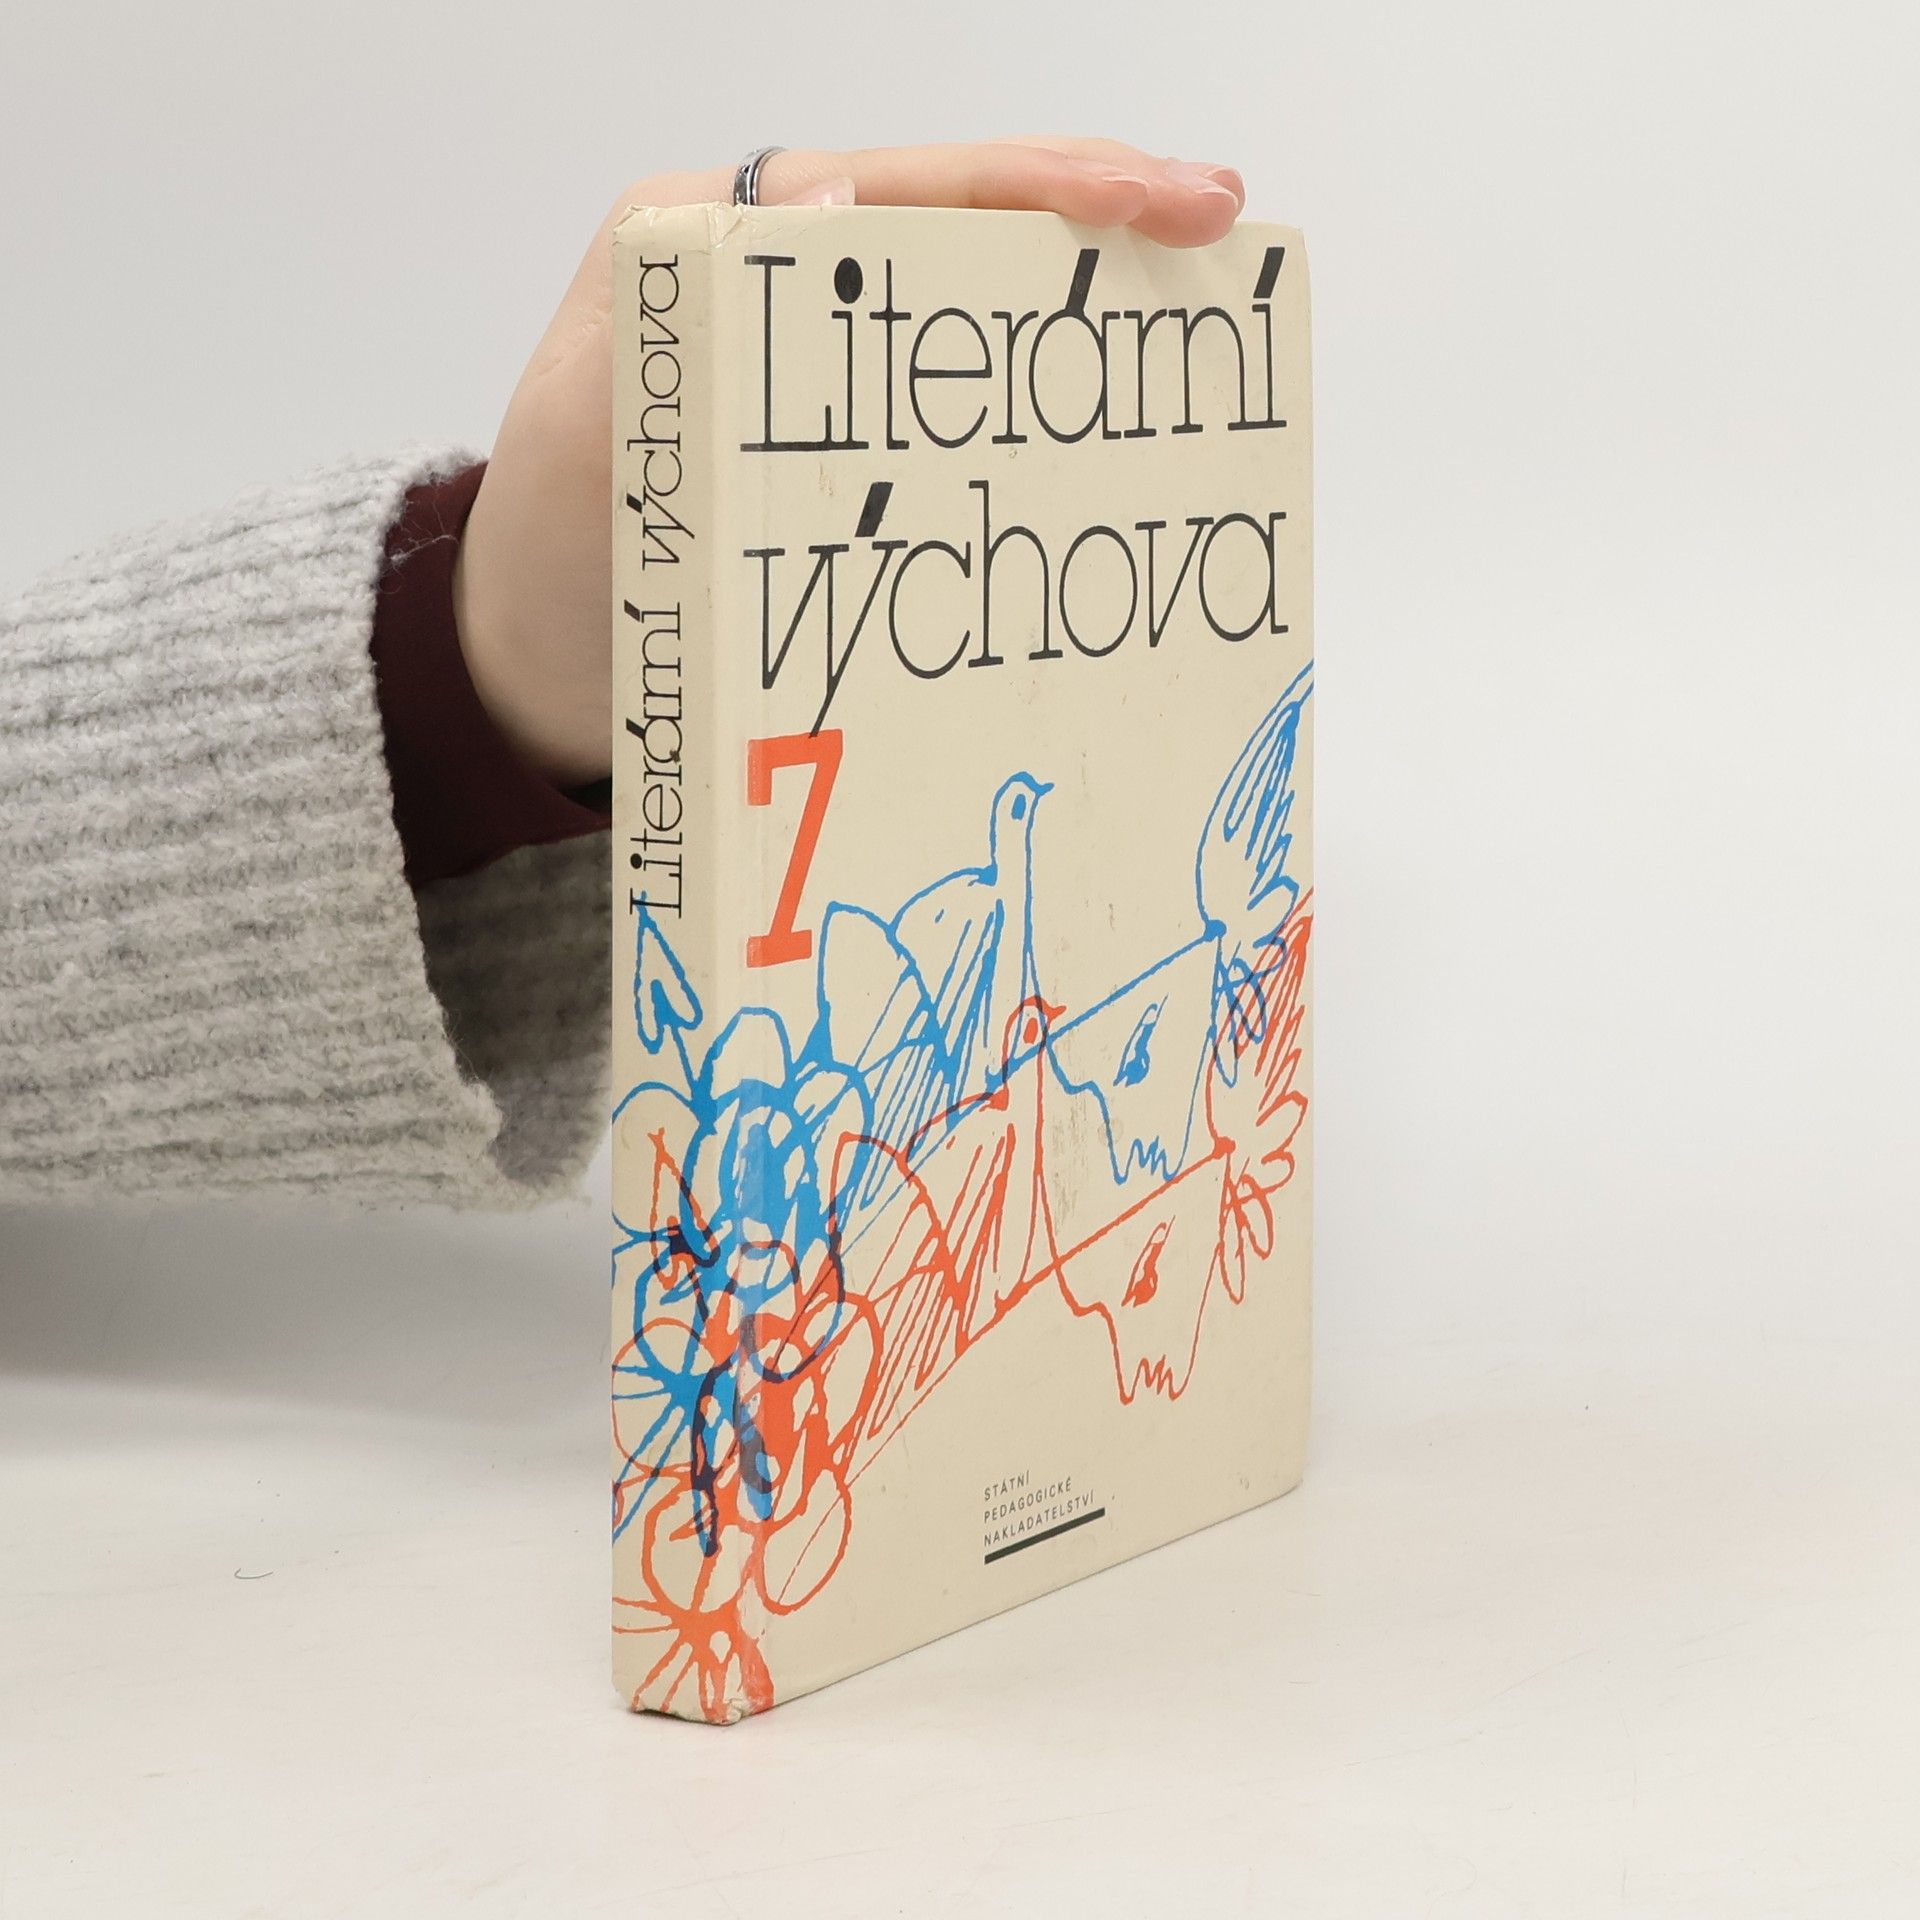 Literární výchova
Literární
výchova
7
STÁTNÍ
PEDAGOGICKÉ
NAKLADATELSTVÍ